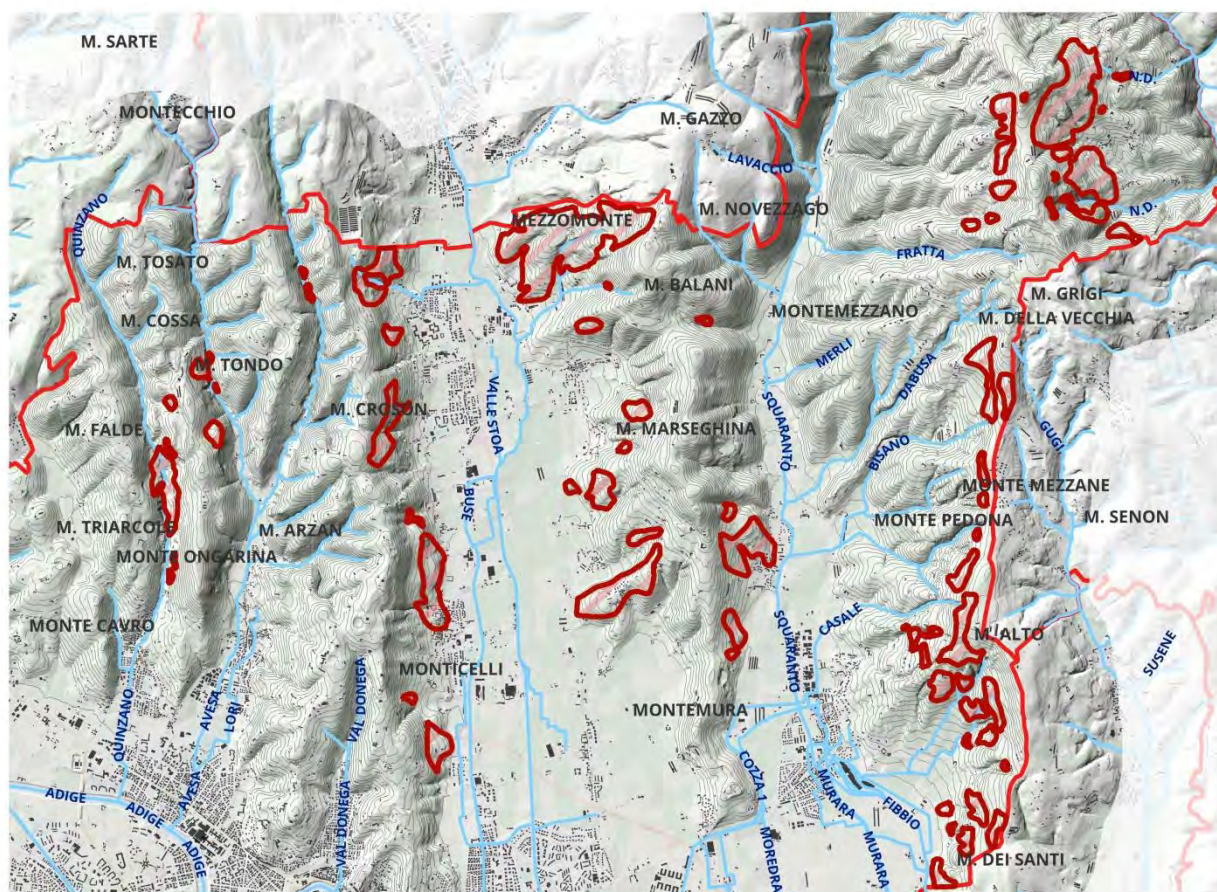 M. SARTE
N.D.
MONTECCHIO
M. GAZZO
LAVACCIO
QUINZANO
MEZZOMONTE
M. NOVEZZAGO
N.D.
M. TOSATO
FRATTA
M. BALANI
M. GRIGI
M. COSSA
MONTEMEZZANO
M. DELLA VECCHIA
M. TONDO
MERLI
DABUSA
VALLE STOA
SQUARANTO
M. CROSON
M. FALDE
M. MARSEGHINA
GUGI
BISANO
MONTE MEZZANE
BUSE
M. TRIARCOLE
M. ARZAN
MONTE PEDONA
M. SENON
MONTE ONGARINA
MONTE CAVRO
CASALE
SQUARANTO
M. ALTO
SUSENE
MONTICELLI
QUINZANO
AVESA
LORI
VAL DONEGA
MONTEMURA
COZZA 1
MURARA
FIBBIO
ADIGE
ADIGE
AVESA
ADIGE
VAL DONEGA
MOREDRA
MURARA
M. DEI SANTI